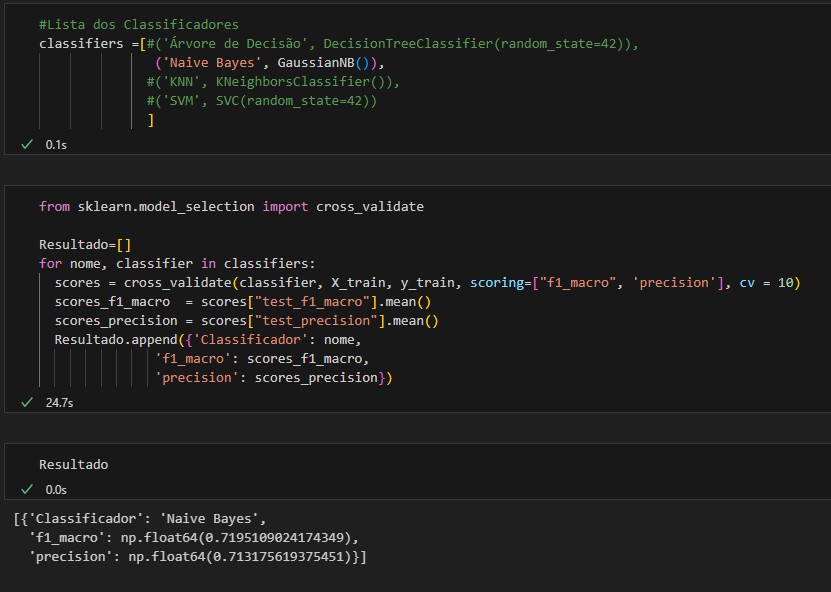 #Lista dos Classificadores
classifiers =[#('Árvore de Decisão', DecisionTreeClassifier(random_state=42)),
('Naive Bayes', GaussianNB()),
#('KNN', KNeighborsClassifier()),
#('SVM', SVC(random_state=42))
]
0.1s
from sklearn.model_selection import cross_validate
Resultado=[]
for nome, classifier in classifiers:
scores = cross_validate(classifier, X_train, y_train, scoring=["f1_macro", 'precision'], cv = 10)
scores_f1_macro  = scores["test_f1_macro"].mean()
scores_precision = scores["test_precision"].mean()
Resultado.append({'Classificador': nome,
'f1_macro': scores_f1_macro,
'precision': scores_precision})
24.7s
Resultado
0.0s
[{'Classificador': 'Naive Bayes',
'f1_macro': np.float64(0.7195109024174349),
'precision': np.float64(0.713175619375451)}]